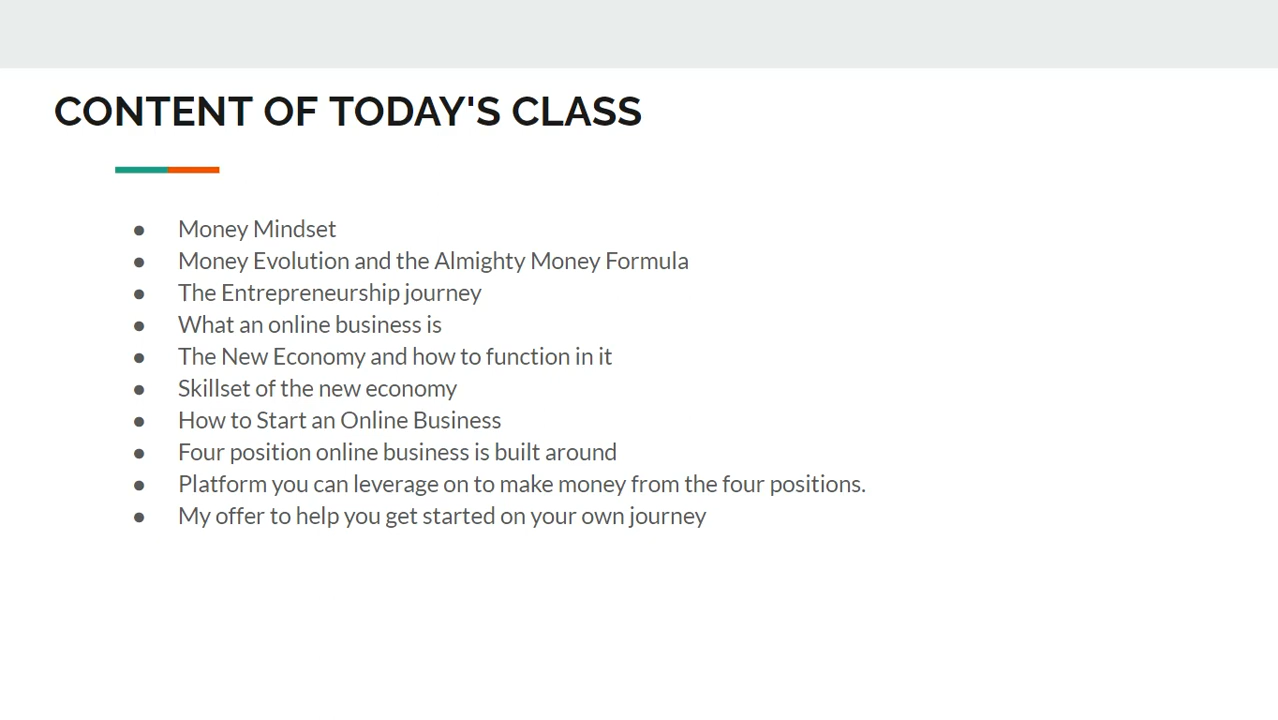 CONTENT OF TODAY'S CLASS
● Money Mindset
● Money Evolution and the Almighty Money Formula
● The Entrepreneurship journey
● What an online business is
● The New Economy and how to function in it
● Skillset of the new economy
● How to Start an Online Business
● Four position online business is built around
● Platform you can leverage on to make money from the four positions.
● My offer to help you get started on your own journey